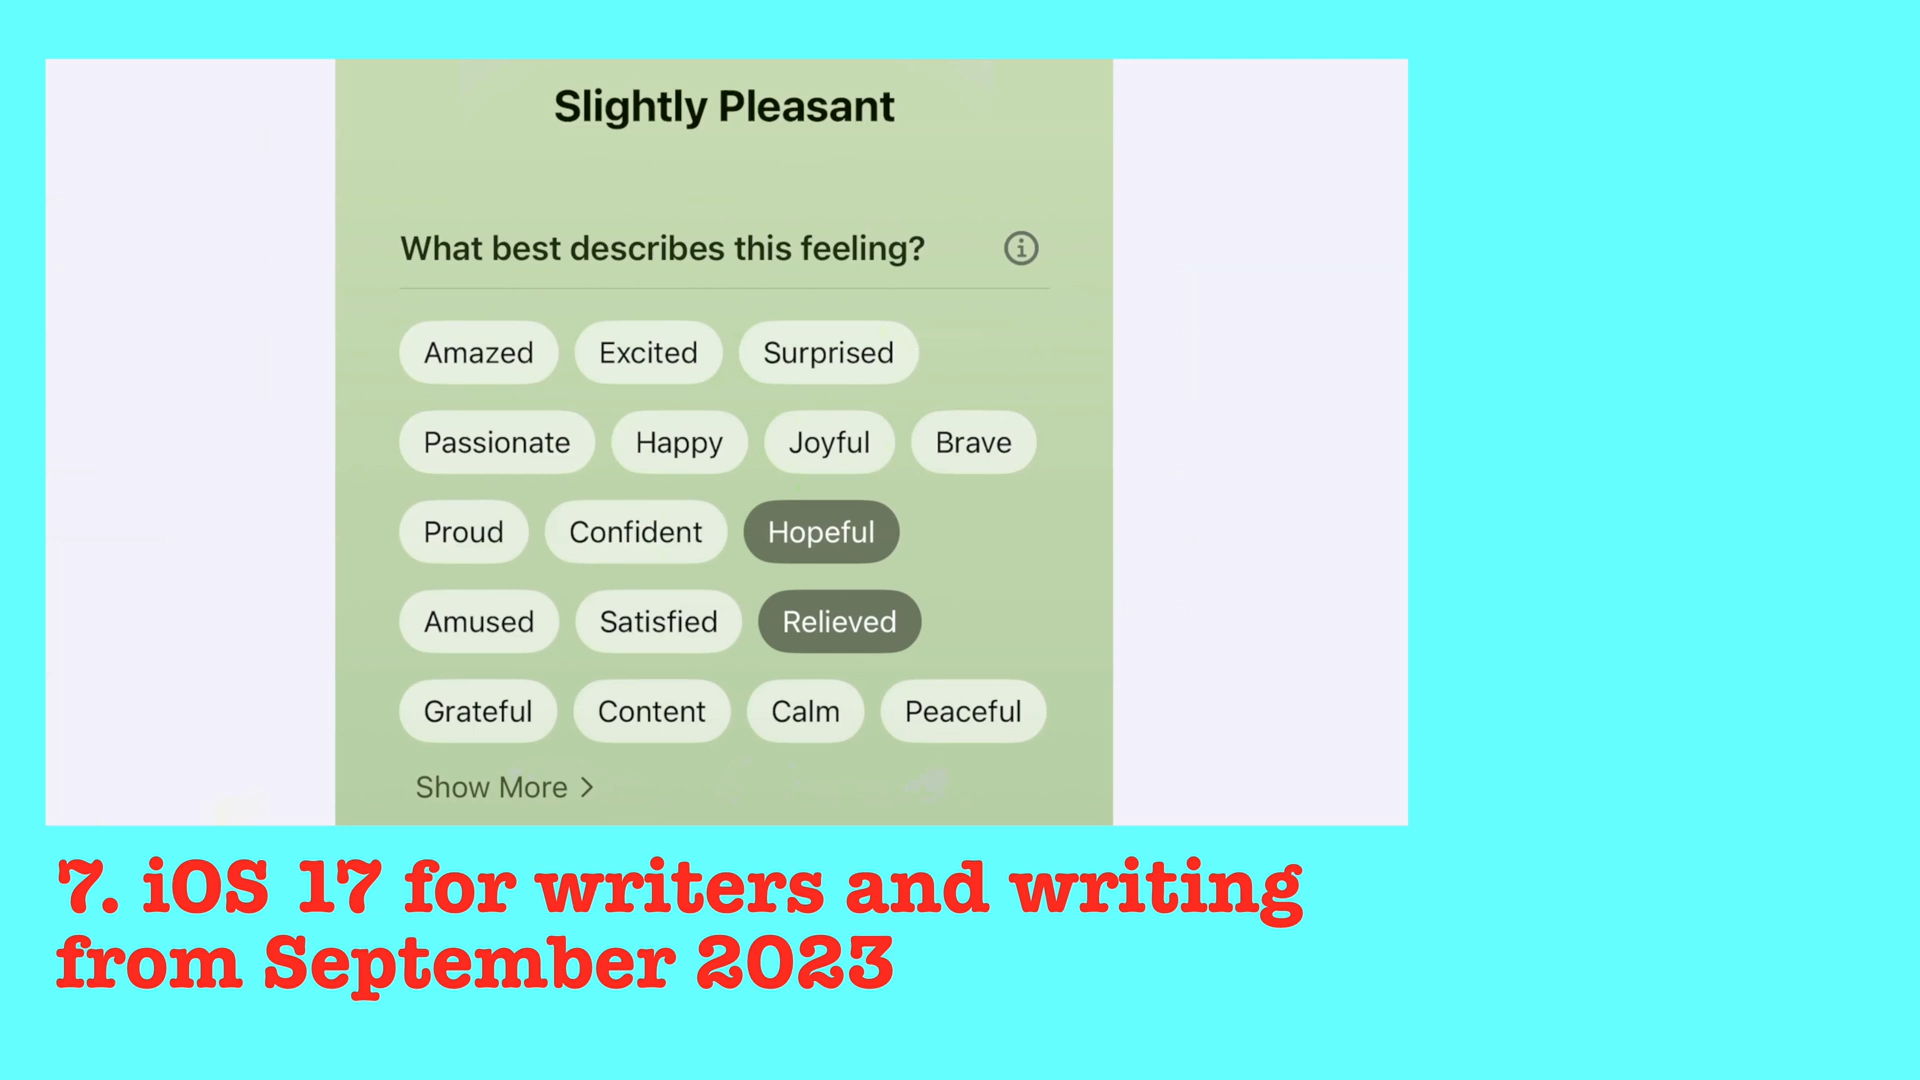 Slightly Pleasant
What best describes this feeling?
Amazed Excited Surprised
Passionate Happy Joyful Brave
Proud Confident Hopeful
Amused Satisfied Relieved
Grateful Content Calm Peaceful
Show More >
7. iOS 17 for writers and writing
from September 2023